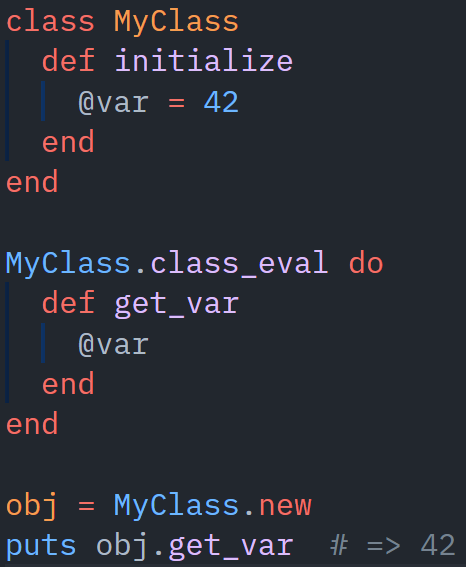 class MyClass
  def initialize
    @var = 42
  end
end

MyClass.class_eval do
  def get_var
    @var
  end
end

obj = MyClass.new
puts obj.get_var  # => 42